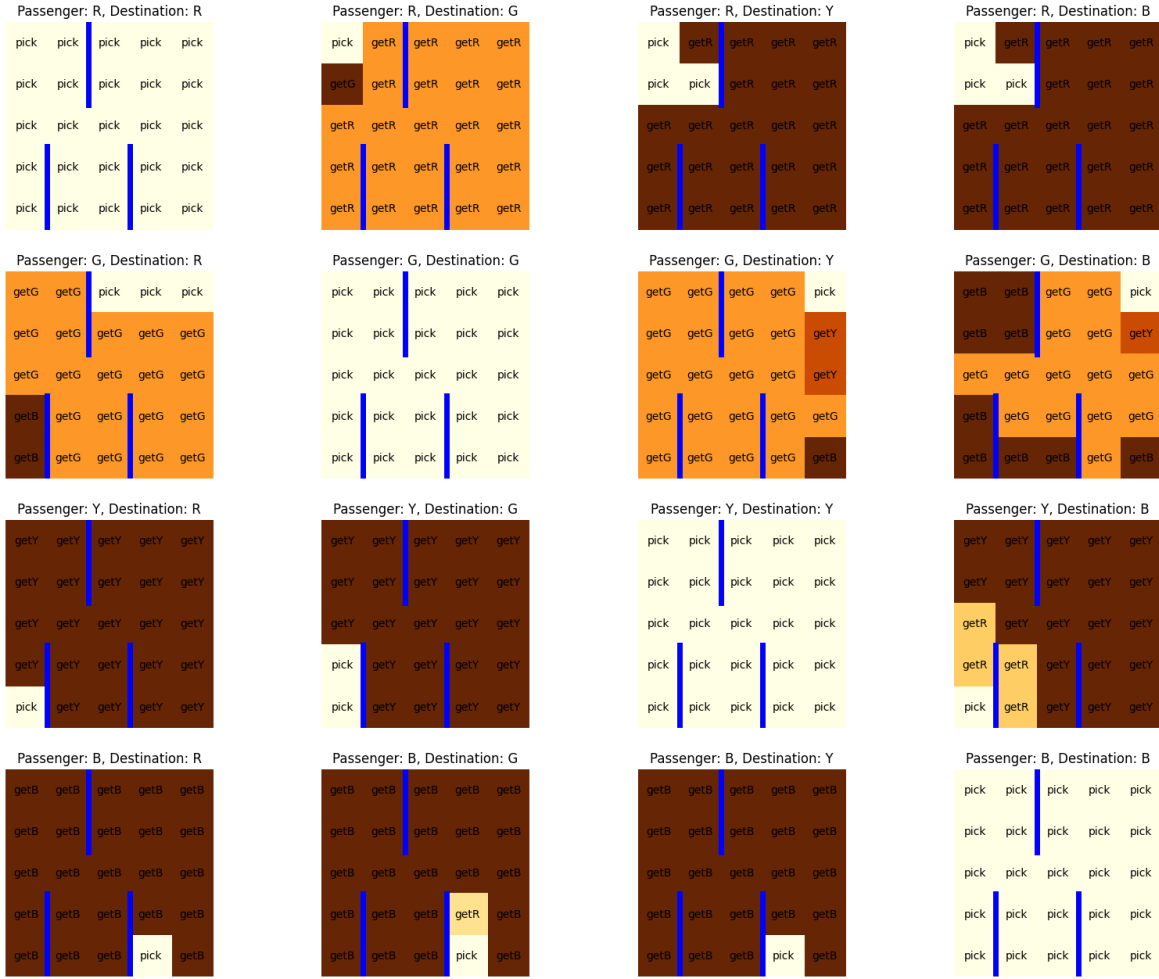 Passenger: R, Destination: R Passenger: R, Destination: G Passenger: R, Destination: Y Passenger: R, Destination: B
pick pick pick pick pick pick getR getR getR getR pick getR getR getR getR pick getR getR getR getR
pick pick pick pick pick getG getR getR getR getR pick pick getR getR getR pick pick getR getR getR
pick pick pick pick pick getR getR getR getR getR getR getR getR getR getR getR getR getR getR getR
pick pick pick pick pick getR getR getR getR getR getR getR getR getR getR getR getR getR getR getR
pick pick pick pick pick getR getR getR getR getR getR getR getR getR getR getR getR getR getR getR
Passenger: G, Destination: R Passenger: G, Destination: G Passenger: G, Destination: Y Passenger: G, Destination: B
getG getG pick pick pick pick pick pick pick pick getG getG getG getG pick getB getB getG getG pick
getG getG getG getG getG pick pick pick pick pick getG getG getG getG getY getB getB getG getG getY
getG getG getG getG getG pick pick pick pick pick getG getG getG getG getY getG getG getG getG getG
getB getG getG getG getG pick pick pick pick pick getG getG getG getG getG getB getG getG getG getG
getB getG getG getG getG pick pick pick pick pick getG getG getG getG getB getB getB getB getG getB
Passenger: Y, Destination: R Passenger: Y, Destination: G Passenger: Y, Destination: Y Passenger: Y, Destination: B
getY getY getY getY getY getY getY getY getY getY pick pick pick pick pick getY getY getY getY getY
getY getY getY getY getY getY getY getY getY getY pick pick pick pick pick getY getY getY getY getY
getY getY getY getY getY getY getY getY getY getY pick pick pick pick pick getR getY getY getY getY
getY getY getY getY getY pick getY getY getY getY pick pick pick pick pick getR getR getY getY getY
pick getY getY getY getY pick getY getY getY getY pick pick pick pick pick pick getR getY getY getY
Passenger: B, Destination: R Passenger: B, Destination: G Passenger: B, Destination: Y Passenger: B, Destination: B
getB getB getB getB getB getB getB getB getB getB getB getB getB getB getB pick pick pick pick pick
getB getB getB getB getB getB getB getB getB getB getB getB getB getB getB pick pick pick pick pick
getB getB getB getB getB getB getB getB getB getB getB getB getB getB getB pick pick pick pick pick
getB getB getB getB getB getB getB getB getR getB getB getB getB getB getB pick pick pick pick pick
getB getB getB pick getB getB getB getB pick getB getB getB getB pick getB pick pick pick pick pick